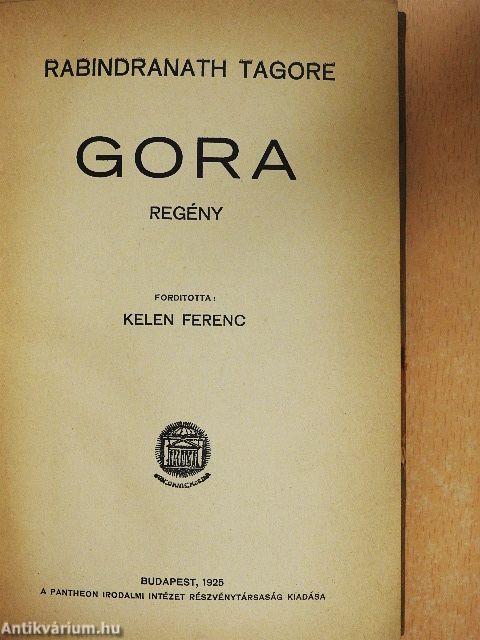 RABINDRANATH TAGORE
GORA
REGÉNY
FORDITOTTA:
KELEN FERENC
BUDAPEST, 1925
A PANTHEON IRODALMI INTÉZET RÉSZVÉNYTÁRSASÁG KIADÁSA
Antikvárium.hu